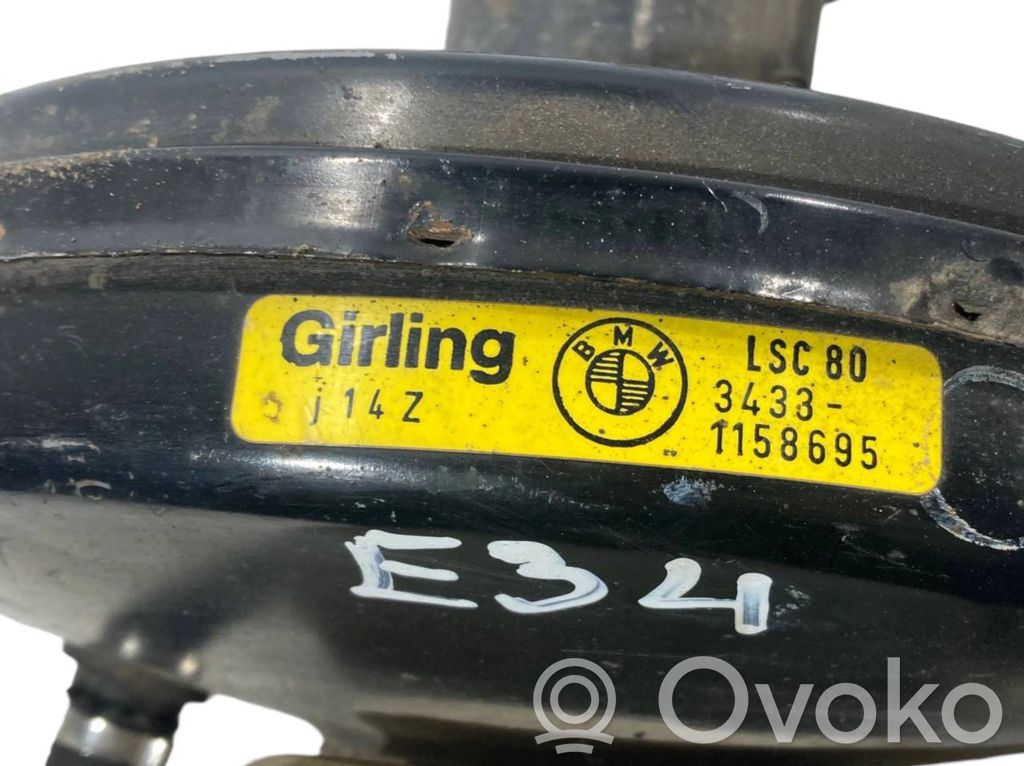 Girling
j14Z
BMW
LSC 80
3433-
1158695
E34
Ovoko